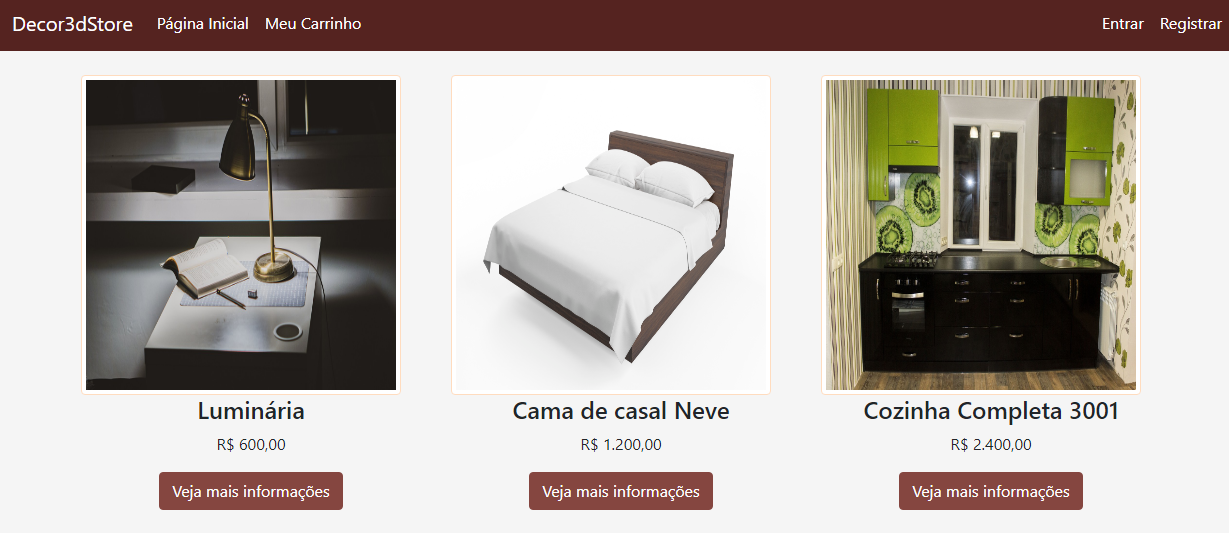 Decor3dStore Página Inicial Meu Carrinho Entrar Registrar
Luminária
R$ 600,00
Veja mais informações
Cama de casal Neve
R$ 1.200,00
Veja mais informações
Cozinha Completa 3001
R$ 2.400,00
Veja mais informações